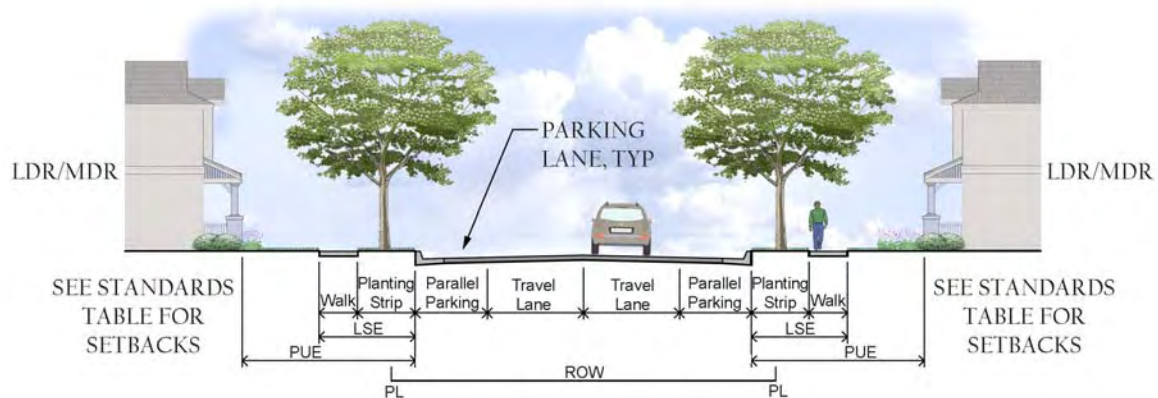 PARKING
LANE, TYP
LDR/MDR
LDR/MDR
SEE STANDARDS
TABLE FOR
SETBACKS
Walk
Planting
Strip
Parallel
Parking
Travel
Lane
Travel
Lane
Parallel
Parking
Planting
Strip
Walk
SEE STANDARDS
TABLE FOR
SETBACKS
LSE
LSE
PUE
PUE
ROW
PL
PL